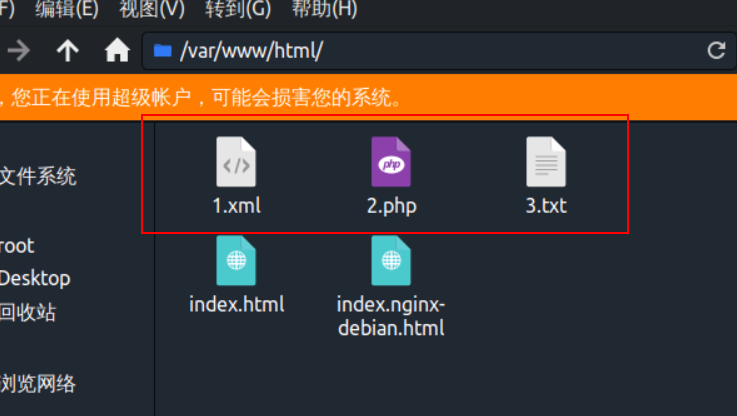 F) 编辑(E) 视图(V) 转到(G) 帮助(H)
/var/www/html/
，您正在使用超级帐户，可能会损害您的系统。
文件系统
root
Desktop
回收站
浏览网络
</>
php
1.xml 2.php 3.txt
index.html index.nginx-
debian.html